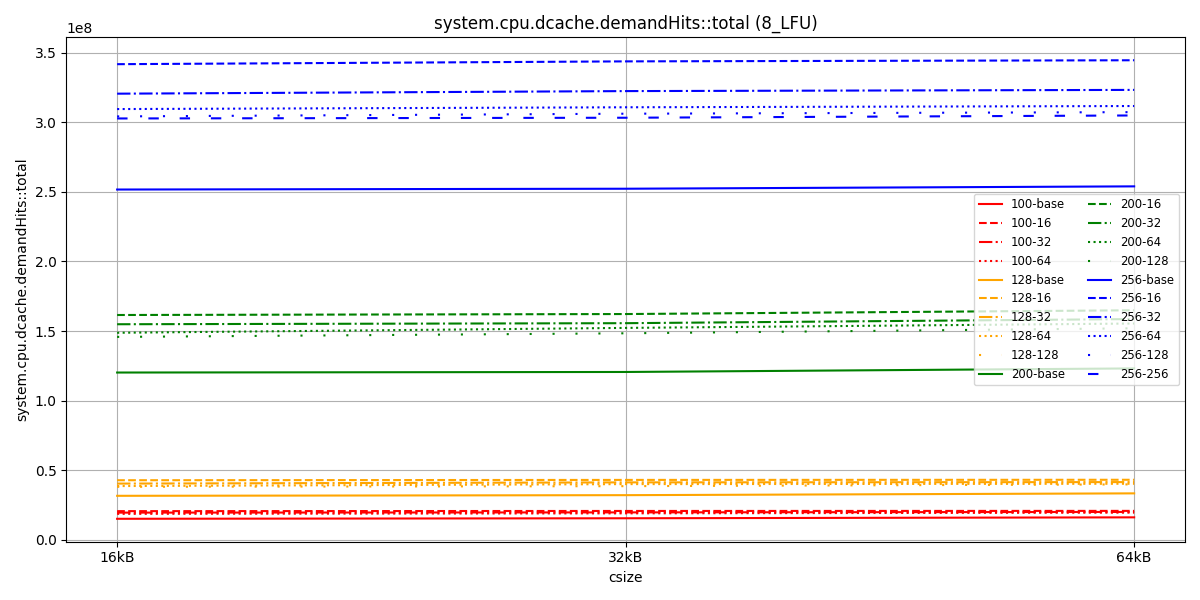 system.cpu.dcache.demandHits::total (8_LFU)
1e8
3.5
3.0
2.5
2.0
1.5
1.0
0.5
0.0
system.cpu.dcache.demandHits::total
16kB 32kB 64kB
csize
100-base
100-16
100-32
100-64
128-base
128-16
128-32
128-64
128-128
200-base
200-16
200-32
200-64
200-128
256-base
256-16
256-32
256-64
256-128
256-256